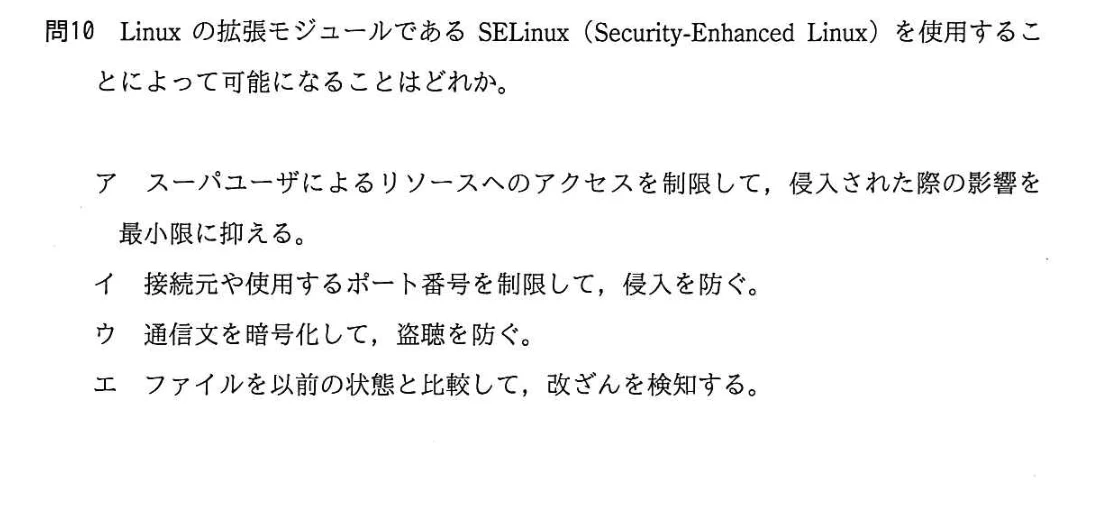 問10 Linux の拡張モジュールである SELinux（Security-Enhanced Linux）を使用するこ
とによって可能になることはどれか。
ア スーパユーザによるリソースへのアクセスを制限して，侵入された際の影響を
最小限に抑える。
イ 接続元や使用するポート番号を制限して，侵入を防ぐ。
ウ 通信文を暗号化して，盗聴を防ぐ。
エ ファイルを以前の状態と比較して，改ざんを検知する。